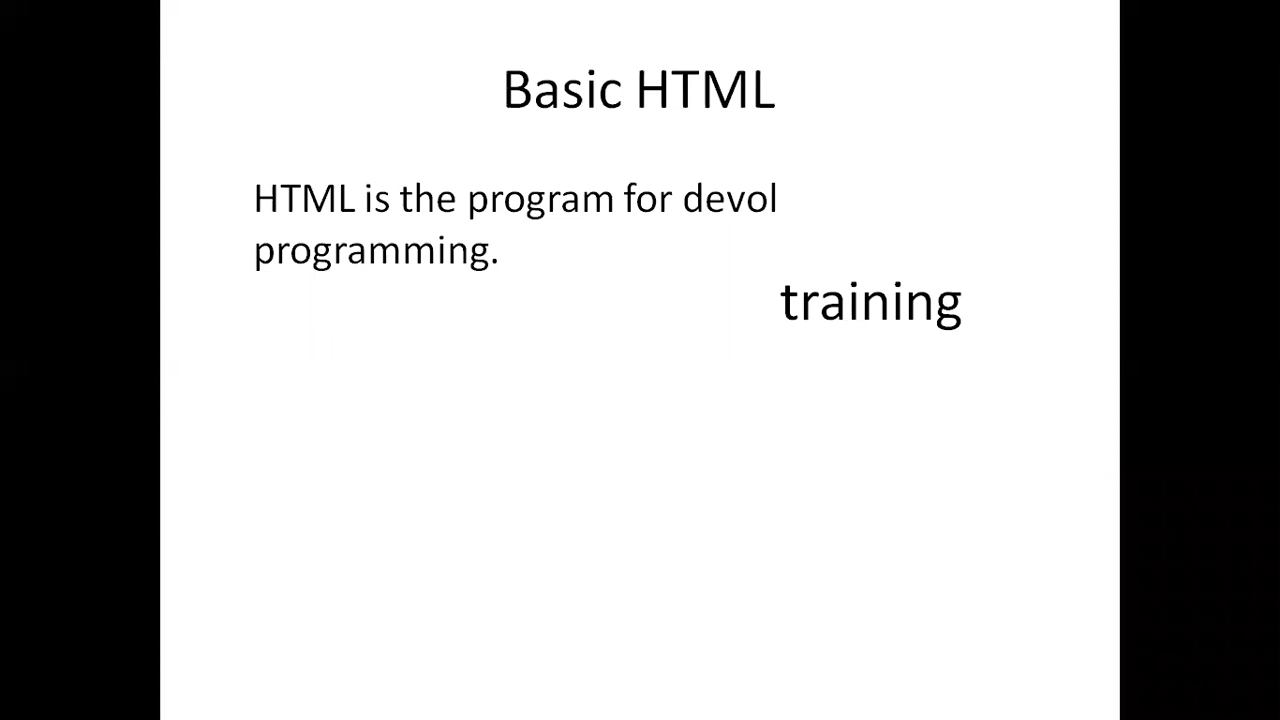 Basic HTML
HTML is the program for devol
programming.
training